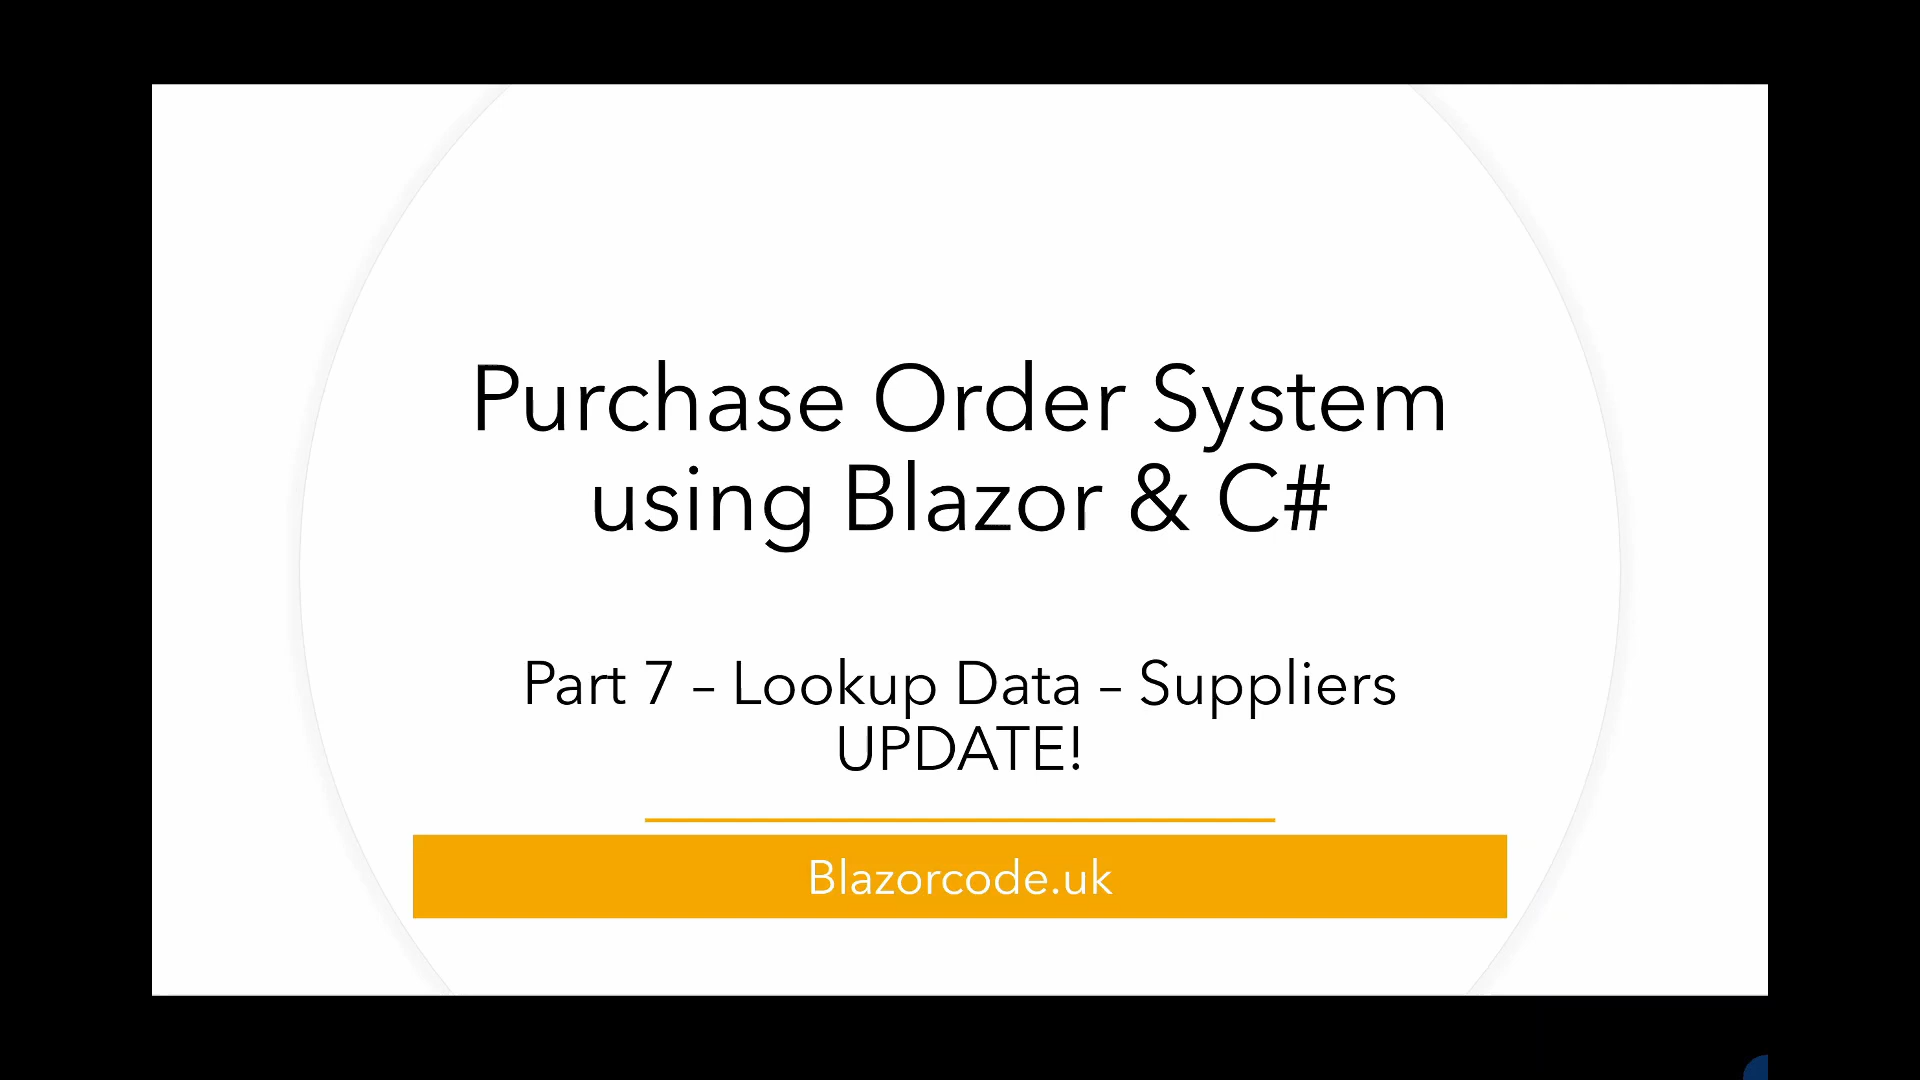 Purchase Order System
using Blazor & C#
Part 7 – Lookup Data – Suppliers
UPDATE!
Blazorcode.uk